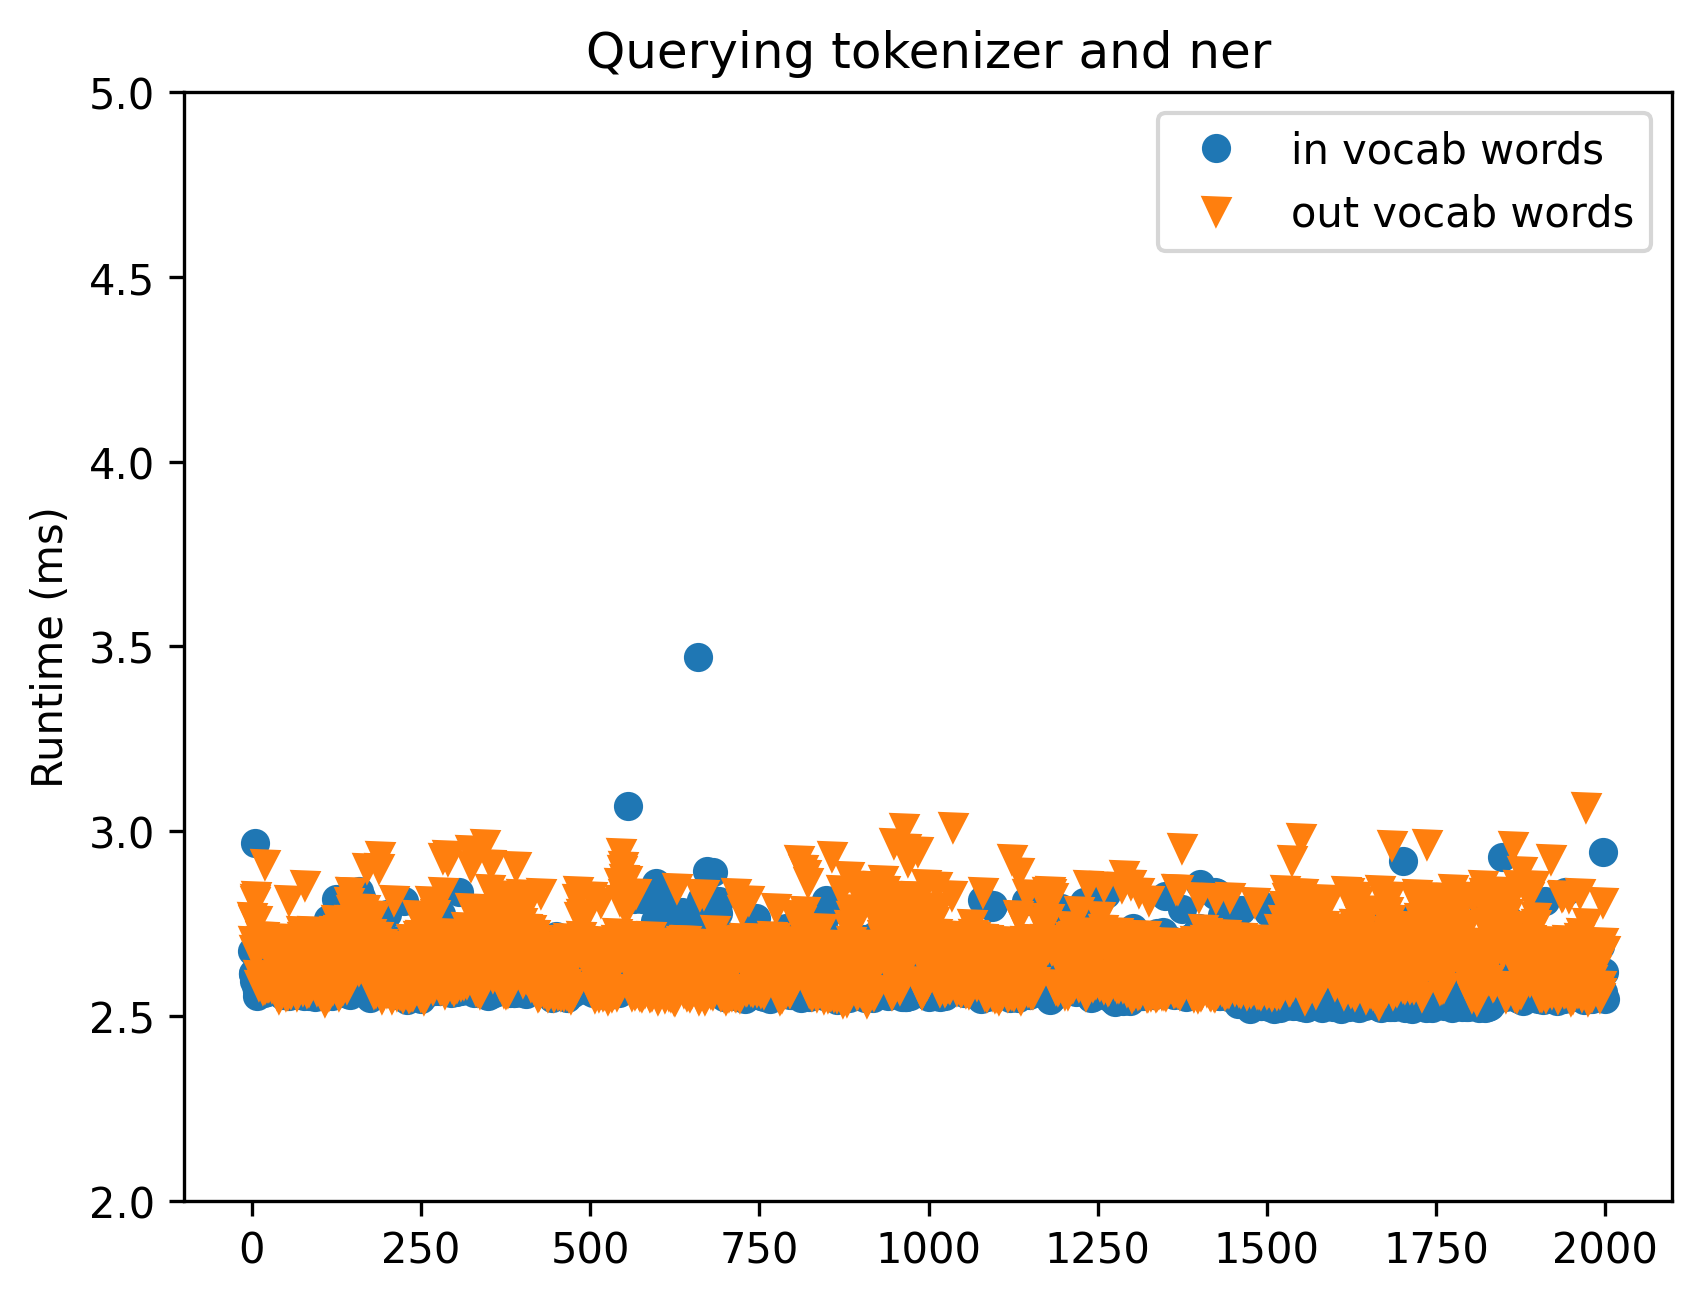 Querying tokenizer and ner
in vocab words
out vocab words
Runtime (ms)
5.0
4.5
4.0
3.5
3.0
2.5
2.0
0 250 500 750 1000 1250 1500 1750 2000